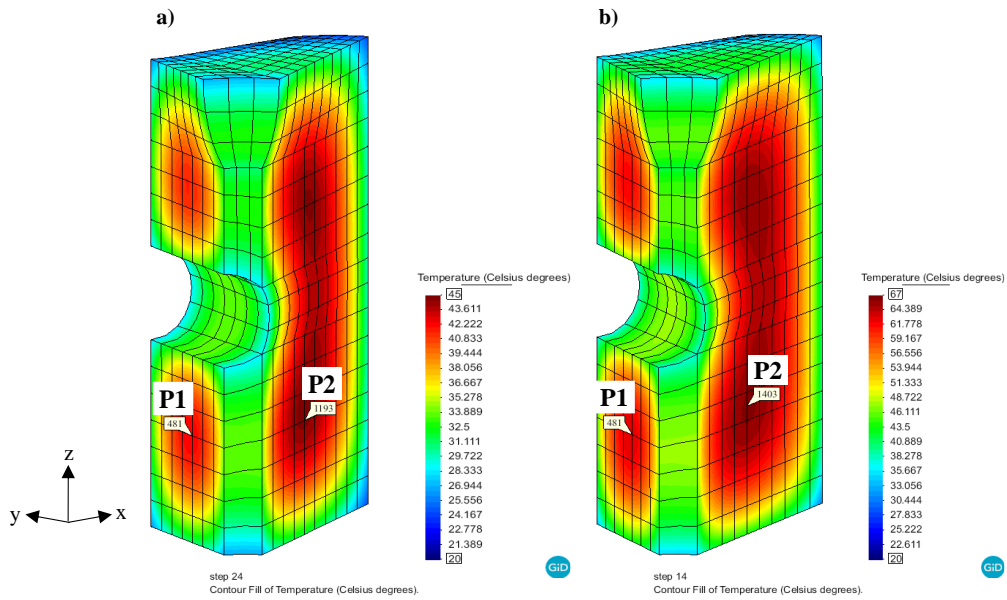 a)
P1
481
P2
1193
Temperature (Celsius degrees)
45
43.611
42.222
40.833
39.444
38.056
36.667
35.278
33.889
32.5
31.111
29.722
28.333
26.944
25.556
24.167
22.778
21.389
20
z
y
x
step 24
Contour Fill of Temperature (Celsius degrees).
GiD
b)
P1
481
P2
1403
Temperature (Celsius degrees)
67
64.389
61.778
59.167
56.556
53.944
51.333
48.722
46.111
43.5
40.889
38.278
35.667
33.056
30.444
27.833
25.222
22.611
20
step 14
Contour Fill of Temperature (Celsius degrees).
GiD